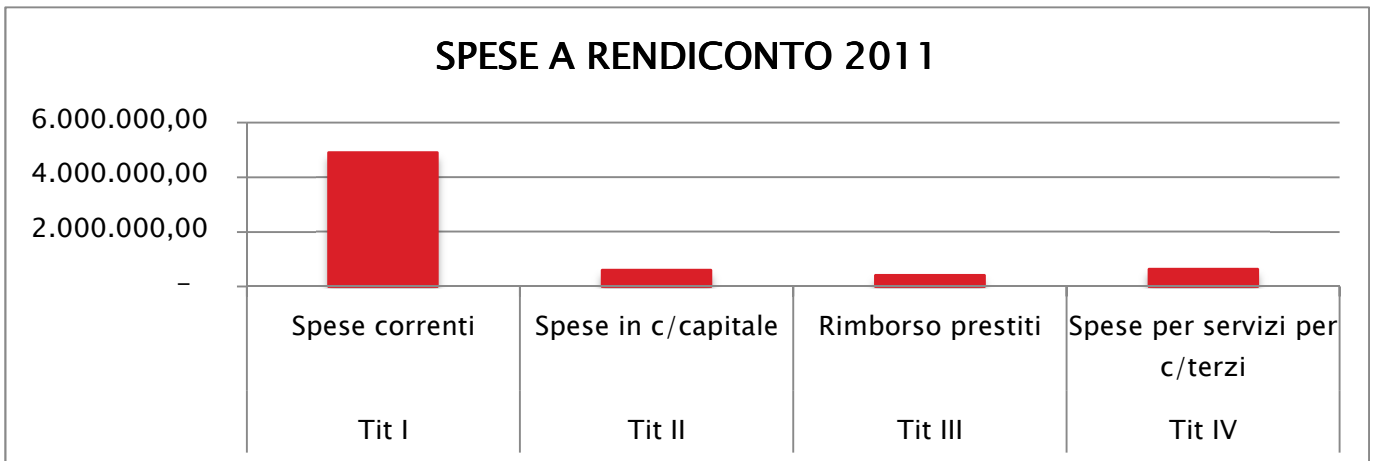 SPESE A RENDICONTO 2011
6.000.000,00
4.000.000,00
2.000.000,00
-
Spese correnti
Spese in c/capitale
Rimborso prestiti
Spese per servizi per
c/terzi
Tit I
Tit II
Tit III
Tit IV